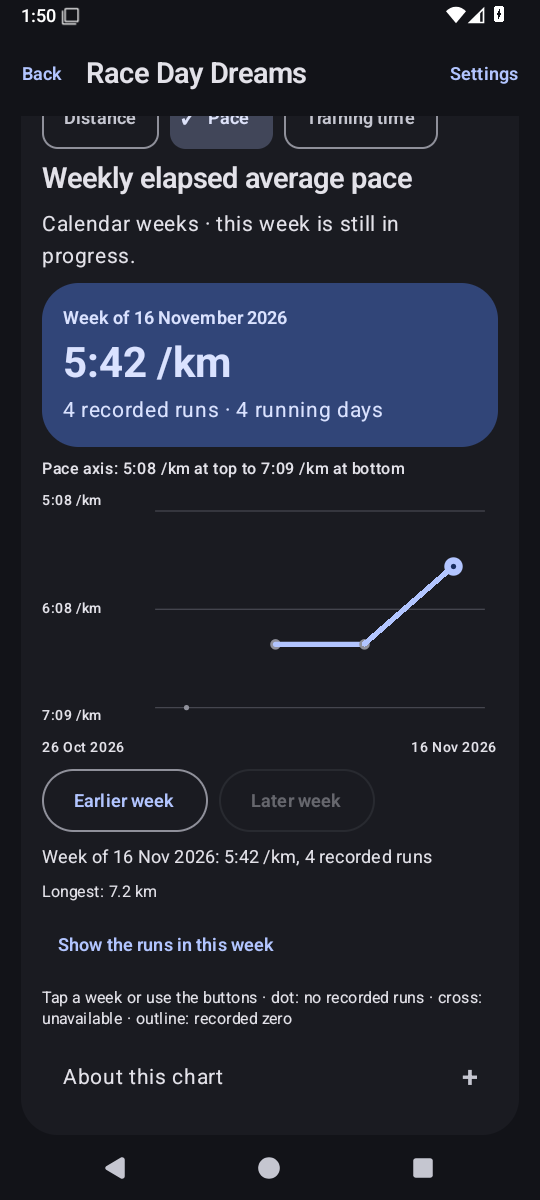 1:50
Back
Race Day Dreams
Settings
Distance
✓ Pace
Training time
Weekly elapsed average pace
Calendar weeks · this week is still in
progress.
Week of 16 November 2026
5:42 /km
4 recorded runs · 4 running days
Pace axis: 5:08 /km at top to 7:09 /km at bottom
5:08 /km
6:08 /km
7:09 /km
26 Oct 2026
16 Nov 2026
Earlier week
Later week
Week of 16 Nov 2026: 5:42 /km, 4 recorded runs
Longest: 7.2 km
Show the runs in this week
Tap a week or use the buttons · dot: no recorded runs · cross:
unavailable · outline: recorded zero
About this chart
+